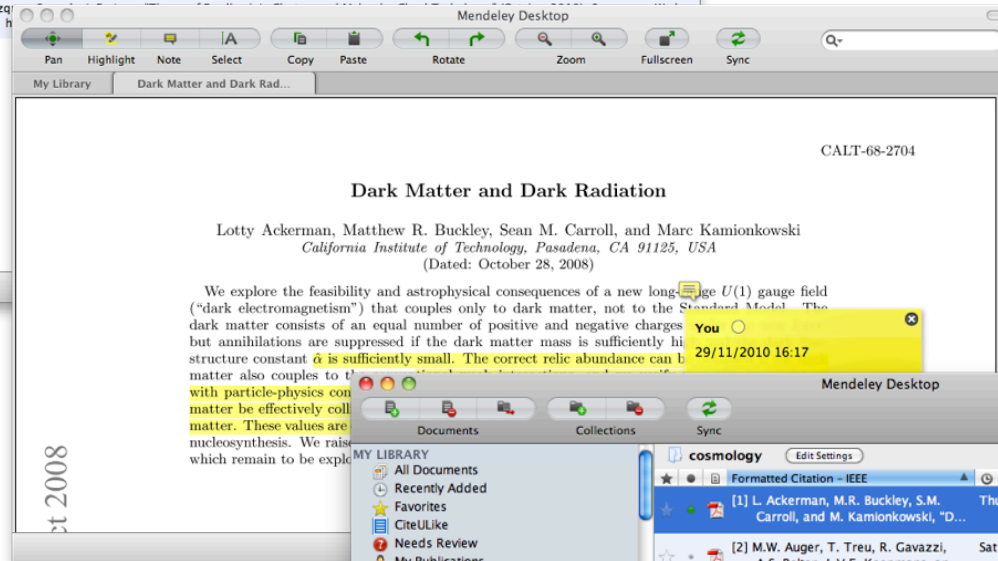 Mendeley Desktop
Pan Highlight Note Select Copy Paste Rotate Zoom Fullscreen Sync
My Library Dark Matter and Dark Rad...
CALT-68-2704
Dark Matter and Dark Radiation
Lotty Ackerman, Matthew R. Buckley, Sean M. Carroll, and Marc Kamionkowski
California Institute of Technology, Pasadena, CA 91125, USA
(Dated: October 28, 2008)
We explore the feasibility and astrophysical consequences of a new long- ge U(1) gauge field
(“dark electromagnetism”) that couples only to dark matter, not to the Standard Model. The
dark matter consists of an equal number of positive and negative charges
but annihilations are suppressed if the dark matter mass is sufficiently hi
structure constant α̂ is sufficiently small. The correct relic abundance can b
matter also couples to
with particle-physics con
matter be effectively coll
matter. These values are
nucleosynthesis. We raise
which remain to be explo
ct 2008
You
29/11/2010 16:17
Mendeley Desktop
Documents Collections Sync
MY LIBRARY
All Documents
Recently Added
Favorites
CiteULike
Needs Review
My Publications
cosmology Edit Settings
Formatted Citation - IEEE
[1] L. Ackerman, M.R. Buckley, S.M. Thu
Carroll, and M. Kamionkowski, “D...
[2] M.W. Auger, T. Treu, R. Gavazzi, Sat